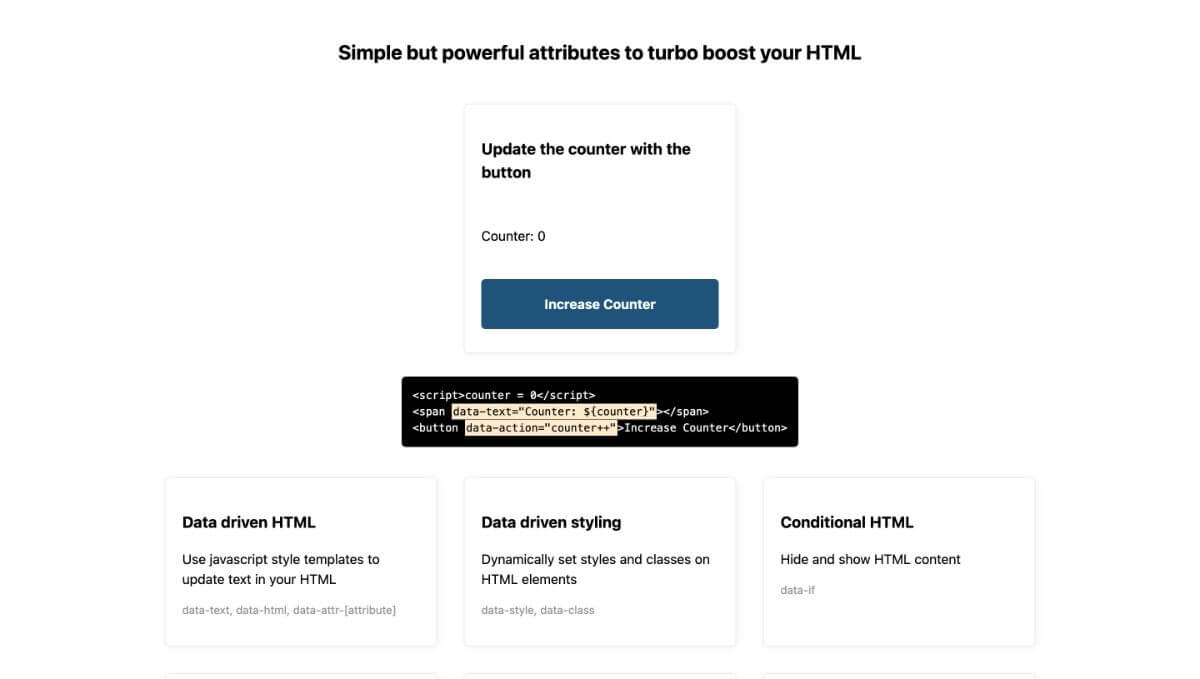 Simple but powerful attributes to turbo boost your HTML
Update the counter with the
button
Counter: 0
Increase Counter
<script>counter = 0</script>
<span data-text="Counter: ${counter}"></span>
<button data-action="counter++">Increase Counter</button>
Data driven HTML
Use javascript style templates to
update text in your HTML
data-text, data-html, data-attr-[attribute]
Data driven styling
Dynamically set styles and classes on
HTML elements
data-style, data-class
Conditional HTML
Hide and show HTML content
data-if